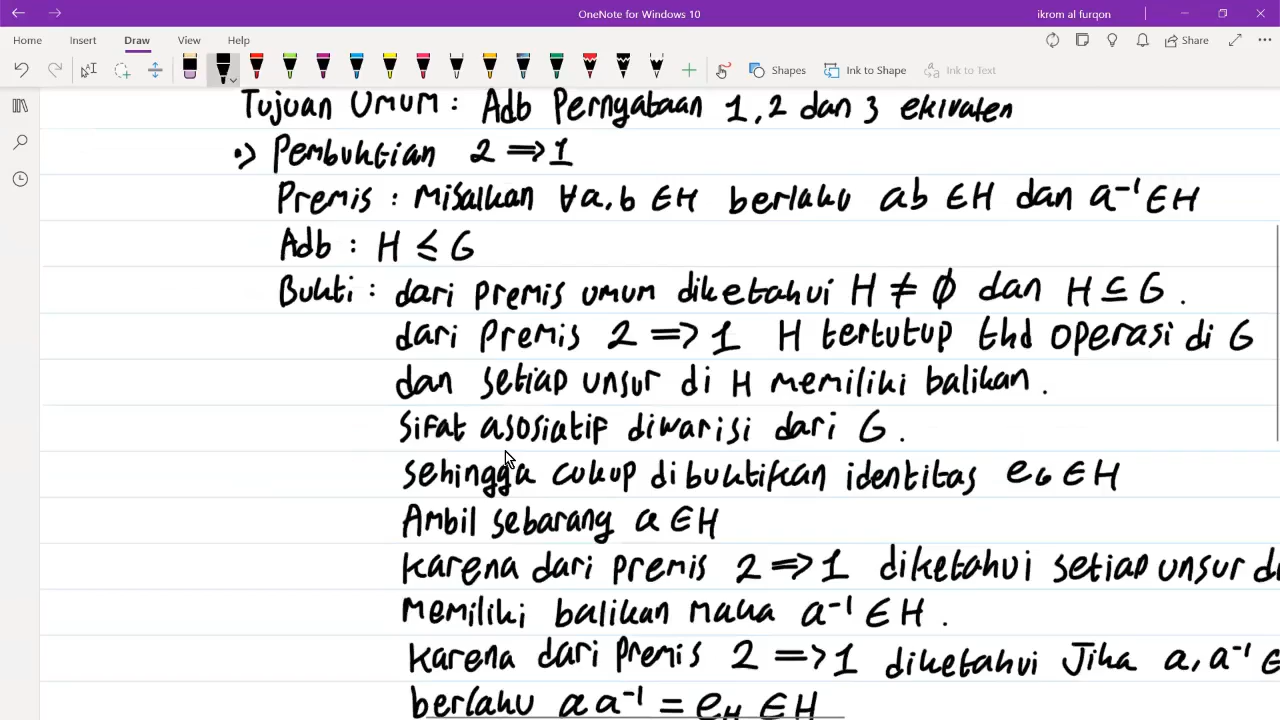 OneNote for Windows 10
ikrom al furqon
Home Insert Draw View Help
Share
Shapes Ink to Shape Ink to Text
Tujuan Umum : Adb Pernyataan 1, 2 dan 3 ekivalen
•) Pembuktian 2 ⇒ 1
Premis : Misalkan ∀a,b ∈H berlaku ab ∈H dan a⁻¹ ∈H
Adb : H ≤ G
Bukti : dari premis umum diketahui H ≠ ∅ dan H ⊆ G .
dari Premis 2 ⇒ 1 H tertutup thd operasi di G
dan setiap unsur di H memiliki balikan .
Sifat asosiatif diwarisi dari G .
Sehingga cukup dibuktikan identitas e_G ∈H
Ambil sebarang a ∈H
Karena dari premis 2 ⇒ 1 diketahui setiap unsur di
Memiliki balikan maka a⁻¹ ∈ H .
Karena dari Premis 2 ⇒ 1 diketahui Jika a, a⁻¹ ∈
berlaku a a⁻¹ = e_H ∈H